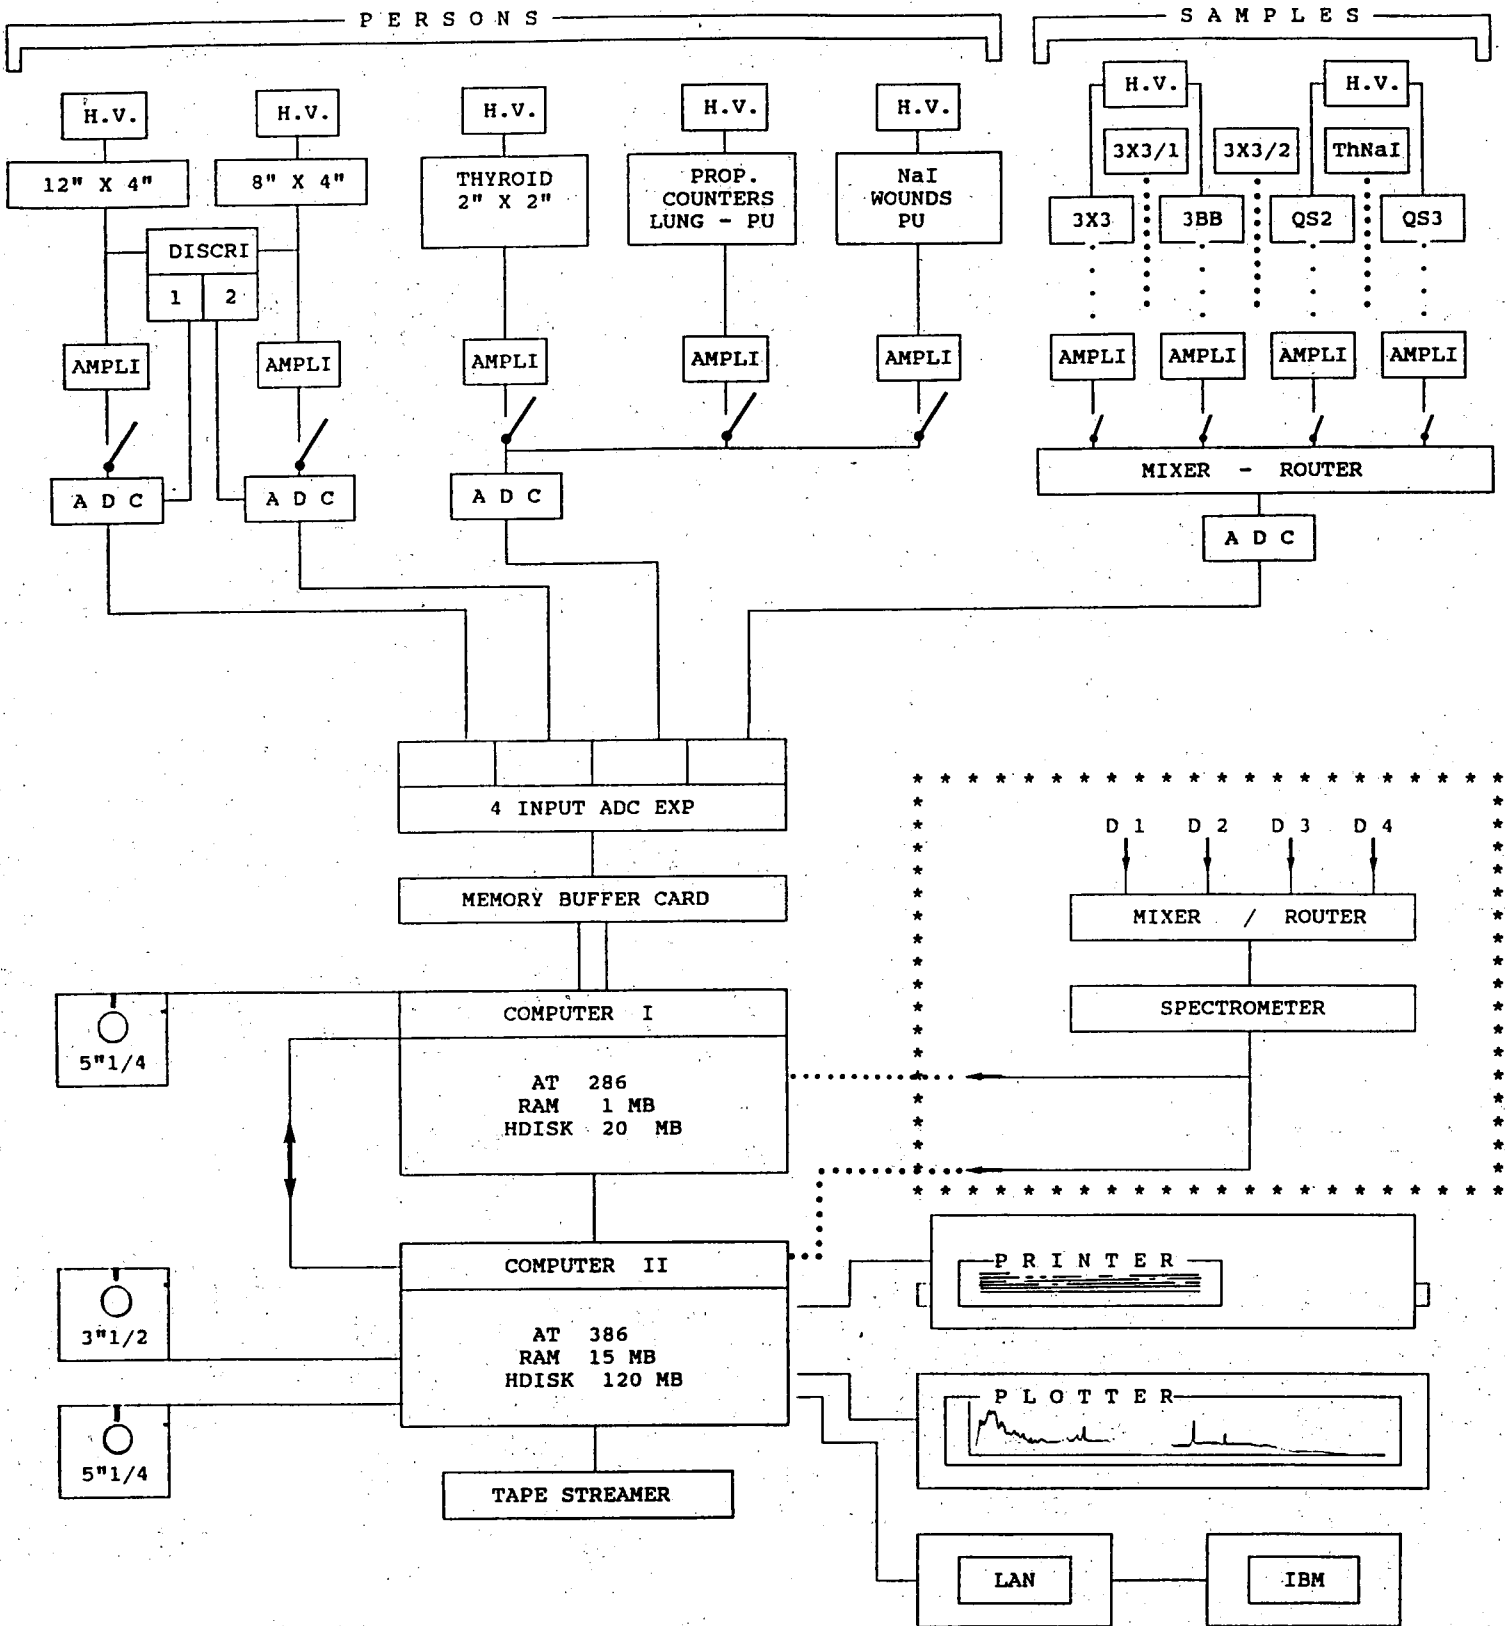 P E R S O N S
S A M P L E S
H.V.
H.V.
H.V.
H.V.
H.V.
H.V.
H.V.
12" X 4"
8" X 4"
THYROID
2" X 2"
PROP.
COUNTERS
LUNG - PU
NaI
WOUNDS
PU
3X3/1
3X3/2
ThNaI
3X3
3BB
QS2
QS3
DISCRI
1
2
AMPLI
AMPLI
AMPLI
AMPLI
AMPLI
AMPLI
AMPLI
AMPLI
AMPLI
MIXER - ROUTER
A D C
A D C
A D C
A D C
4 INPUT ADC EXP
MEMORY BUFFER CARD
D 1
D 2
D 3
D 4
MIXER / ROUTER
SPECTROMETER
COMPUTER I
AT 286
RAM 1 MB
HDISK 20 MB
5"1/4
COMPUTER II
AT 386
RAM 15 MB
HDISK 120 MB
3"1/2
5"1/4
TAPE STREAMER
P R I N T E R
P L O T T E R
LAN
IBM